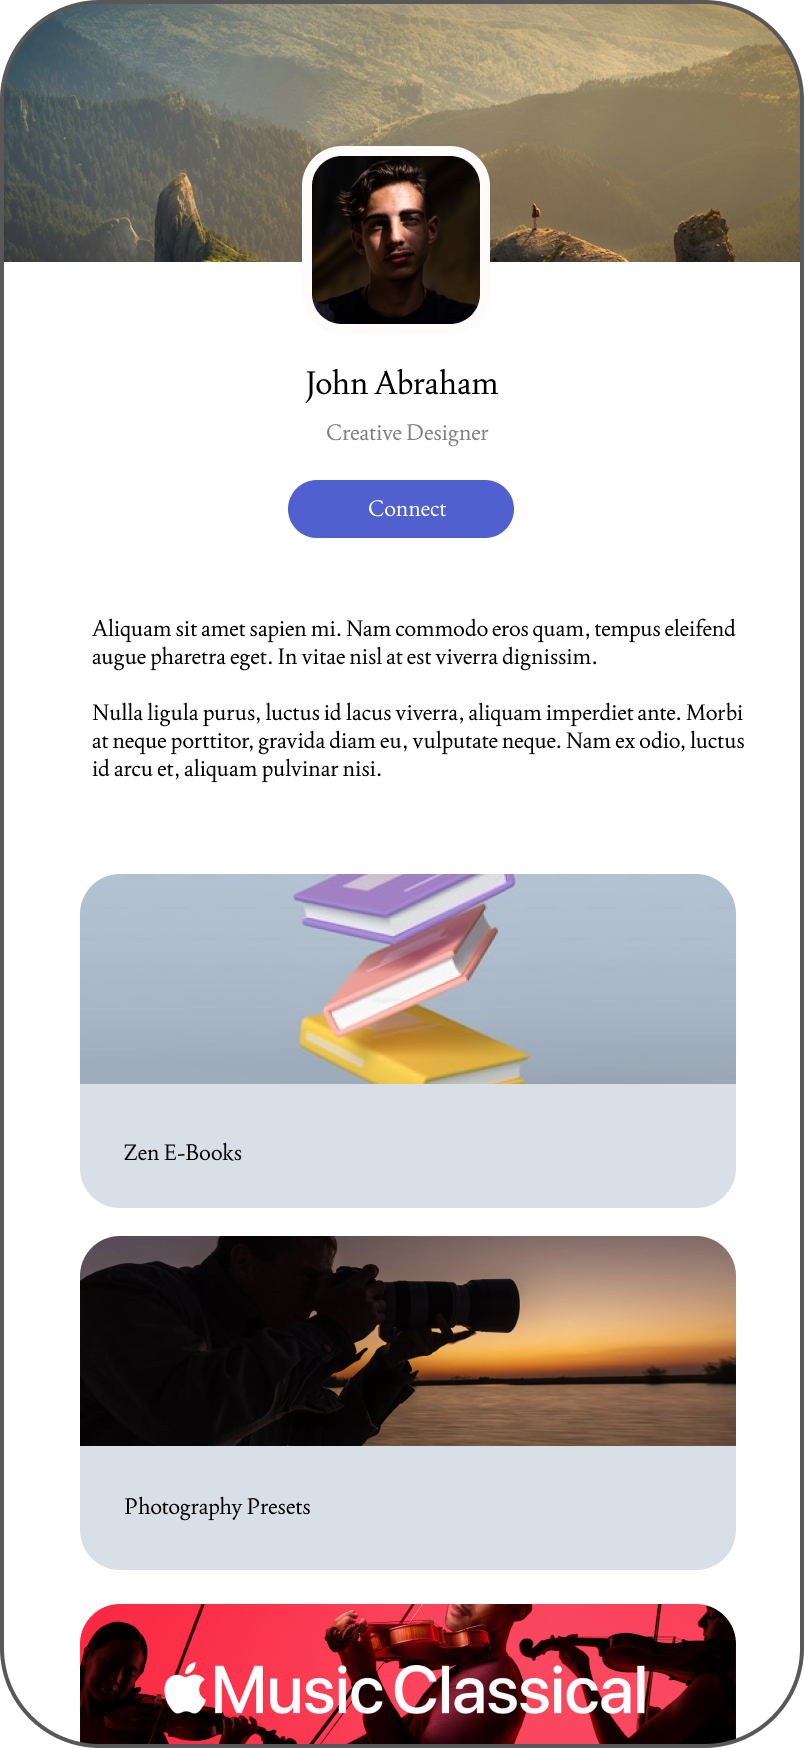 John Abraham
Creative Designer
Connect
Aliquam sit amet sapien mi. Nam commodo eros quam, tempus eleifend
augue pharetra eget. In vitae nisl at est viverra dignissim.
Nulla ligula purus, luctus id lacus viverra, aliquam imperdiet ante. Morbi
at neque porttitor, gravida diam eu, vulputate neque. Nam ex odio, luctus
id arcu et, aliquam pulvinar nisi.
Zen E-Books
Photography Presets
Music Classical